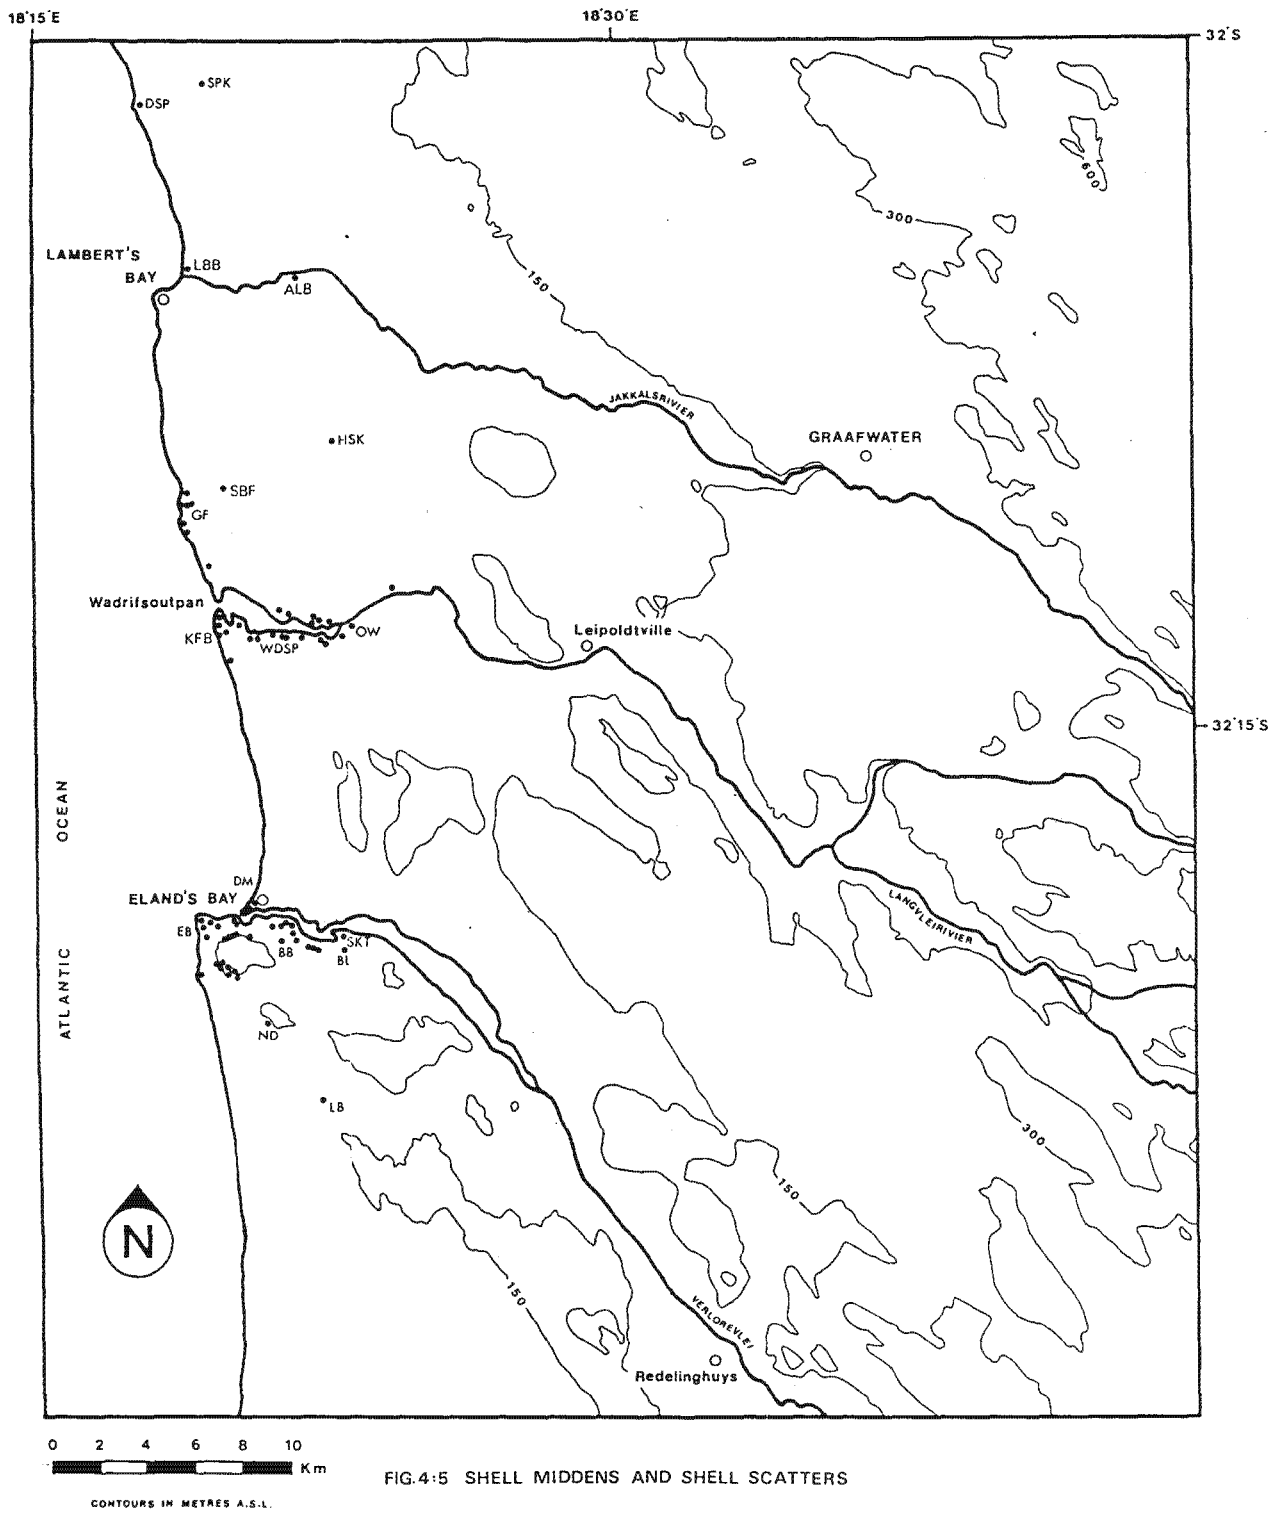 18°15'E
18°30'E
32°S
SPK
DSP
600
300
LAMBERT'S
BAY
LBB
ALB
150
JAKKALSRIVIER
GRAAFWATER
HSK
SBF
GF
Wadrifsoutpan
KFB
WDSP
OW
Leipoldtville
32°15'S
ATLANTIC OCEAN
DM
ELAND'S BAY
EB
BB
SKT
BL
LANGVLEIRIVIER
ND
LB
300
150
N
150
VERLOREVLEI
Redelinghuys
0 2 4 6 8 10
Km
CONTOURS IN METRES A.S.L.
FIG.4:5 SHELL MIDDENS AND SHELL SCATTERS